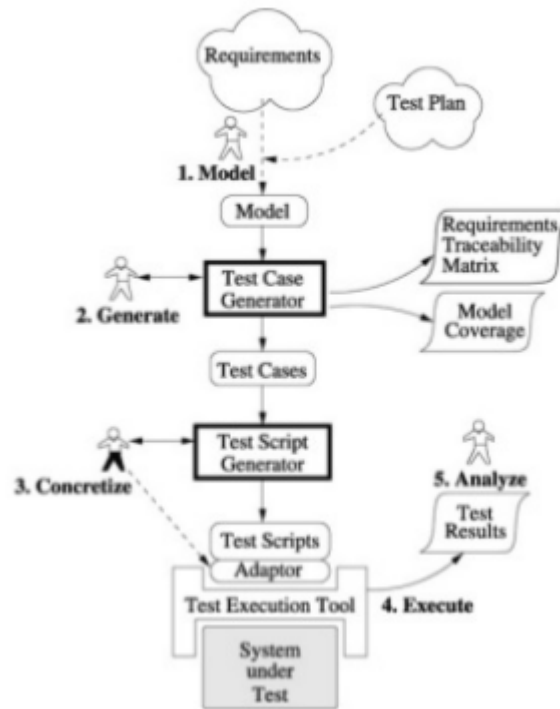 Requirements
Test Plan
1. Model
Model
Requirements
Traceability
Matrix
Test Case
Generator
2. Generate
Model
Coverage
Test Cases
Test Script
Generator
3. Concretize
5. Analyze
Test
Results
Test Scripts
Adaptor
Test Execution Tool
4. Execute
System
under
Test